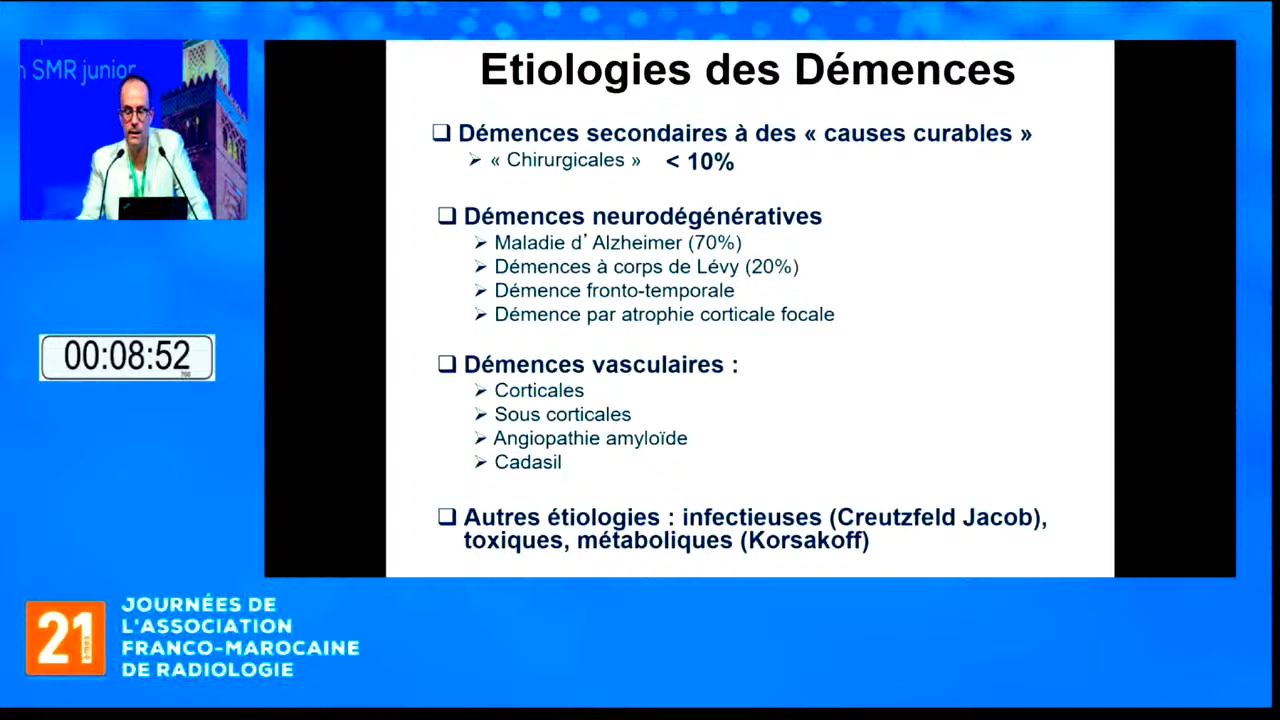 n SMR junior
Etiologies des Démences
Démences secondaires à des « causes curables »
« Chirurgicales » < 10%
Démences neurodégénératives
Maladie d’ Alzheimer (70%)
Démences à corps de Lévy (20%)
Démence fronto-temporale
Démence par atrophie corticale focale
Démences vasculaires :
Corticales
Sous corticales
Angiopathie amyloïde
Cadasil
Autres étiologies : infectieuses (Creutzfeld Jacob),
toxiques, métaboliques (Korsakoff)
00:08:52
21
èmes
JOURNÉES DE
L'ASSOCIATION
FRANCO-MAROCAINE
DE RADIOLOGIE